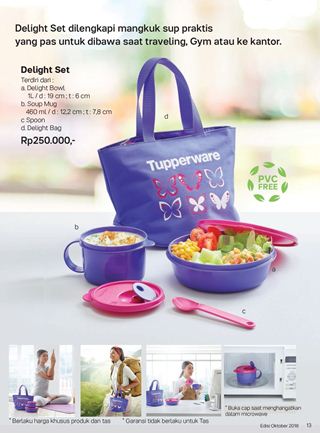 Delight Set dilengkapi mangkuk sup praktis
yang pas untuk dibawa saat traveling, Gym atau ke kantor.
Delight Set
Terdiri dari :
a. Delight Bowl
1L / d : 19 cm ; t : 6 cm
b. Soup Mug
460 ml / d : 12,2 cm ; t : 7,8 cm
c. Spoon
d. Delight Bag
Rp250.000,-
d
Tupperware
PVC
FREE
b
a
c
* Buka cap saat menghangatkan
dalam microwave
* Berlaku harga khusus produk dan tas
* Garansi tidak berlaku untuk Tas
Edisi Oktober 2018
13